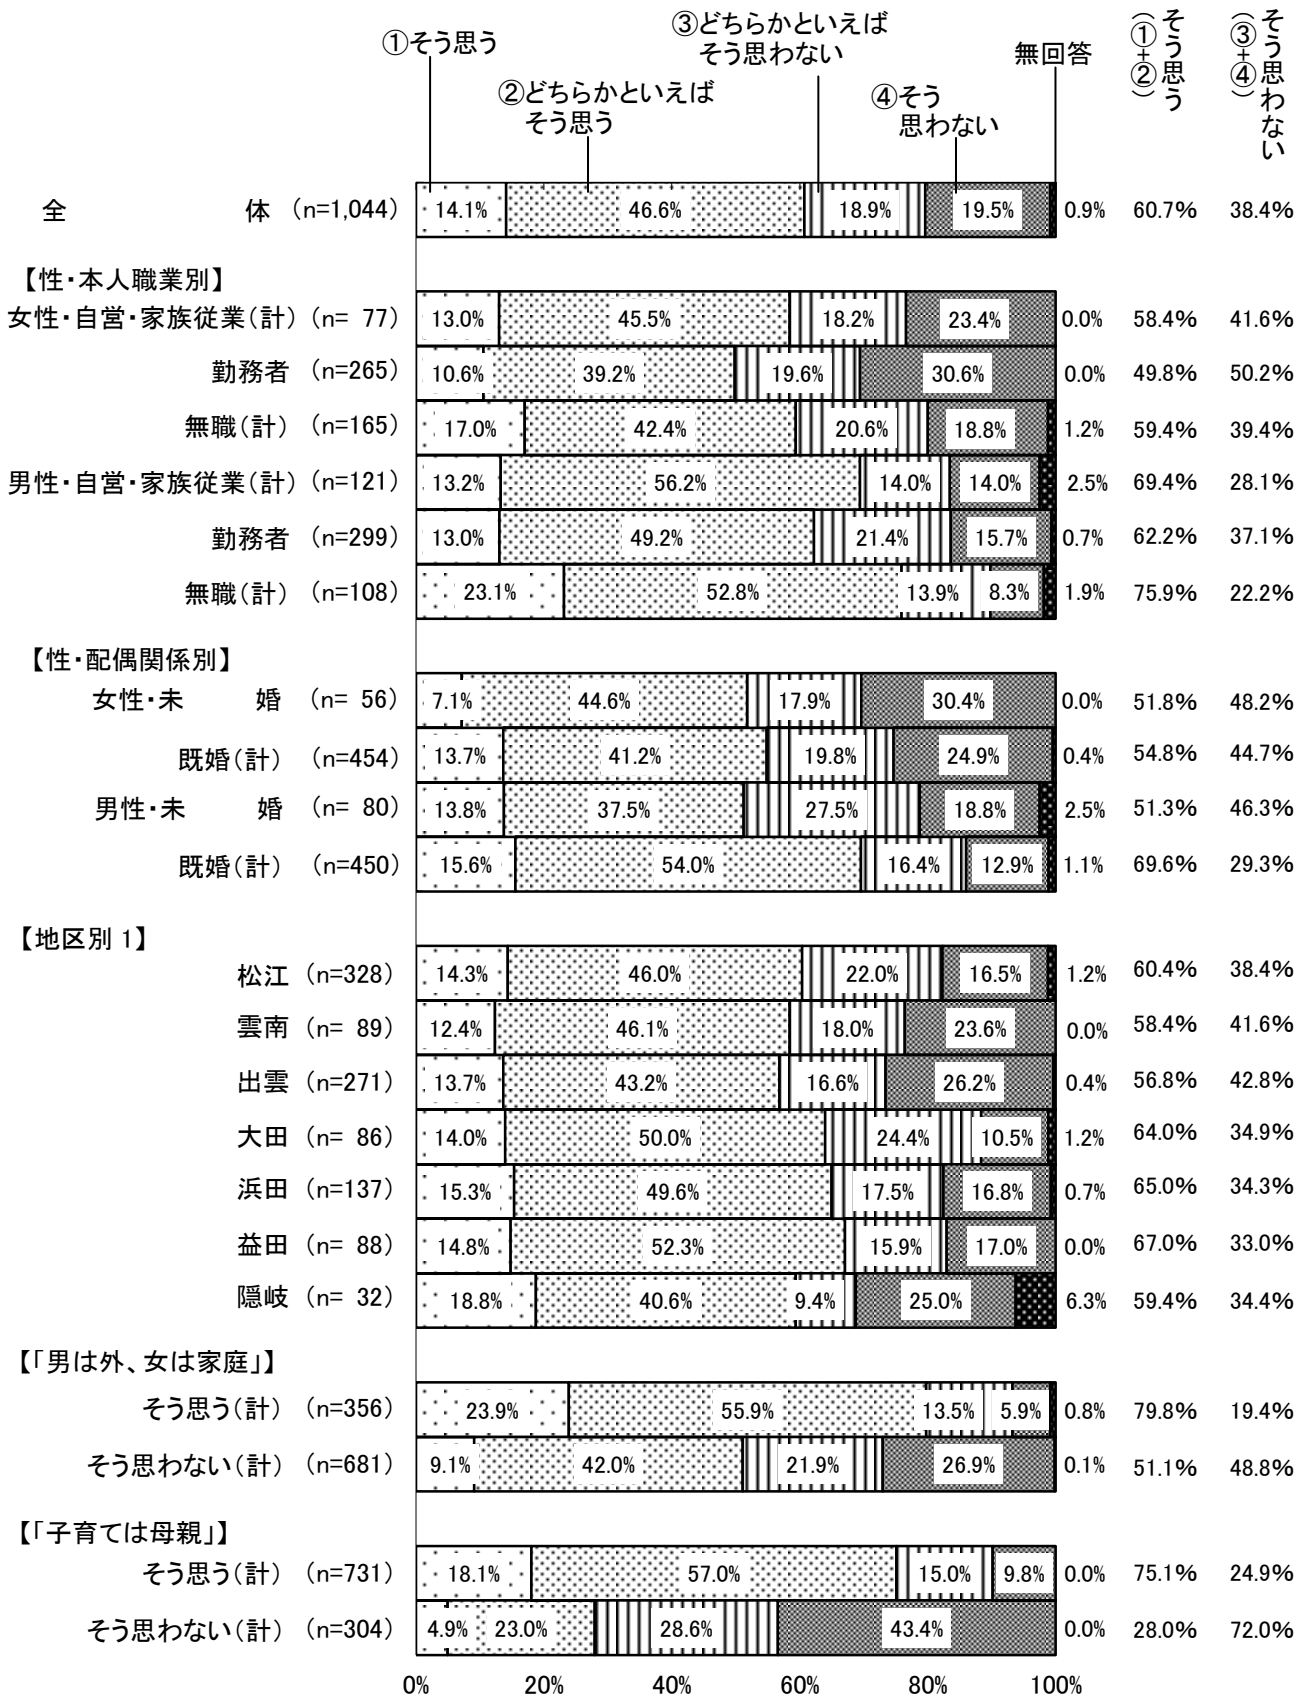 ①そう思う
②どちらかといえば
そう思う
③どちらかといえば
そう思わない
④そう
思わない
無回答
そう思う
(①+②)
そう思わない
(③+④)
全 体 (n=1,044) 14.1% 46.6% 18.9% 19.5% 0.9% 60.7% 38.4%
【性・本人職業別】
女性・自営・家族従業(計) (n= 77) 13.0% 45.5% 18.2% 23.4% 0.0% 58.4% 41.6%
勤務者 (n=265) 10.6% 39.2% 19.6% 30.6% 0.0% 49.8% 50.2%
無職(計) (n=165) 17.0% 42.4% 20.6% 18.8% 1.2% 59.4% 39.4%
男性・自営・家族従業(計) (n=121) 13.2% 56.2% 14.0% 14.0% 2.5% 69.4% 28.1%
勤務者 (n=299) 13.0% 49.2% 21.4% 15.7% 0.7% 62.2% 37.1%
無職(計) (n=108) 23.1% 52.8% 13.9% 8.3% 1.9% 75.9% 22.2%
【性・配偶関係別】
女性・未 婚 (n= 56) 7.1% 44.6% 17.9% 30.4% 0.0% 51.8% 48.2%
既婚(計) (n=454) 13.7% 41.2% 19.8% 24.9% 0.4% 54.8% 44.7%
男性・未 婚 (n= 80) 13.8% 37.5% 27.5% 18.8% 2.5% 51.3% 46.3%
既婚(計) (n=450) 15.6% 54.0% 16.4% 12.9% 1.1% 69.6% 29.3%
【地区別 1】
松江 (n=328) 14.3% 46.0% 22.0% 16.5% 1.2% 60.4% 38.4%
雲南 (n= 89) 12.4% 46.1% 18.0% 23.6% 0.0% 58.4% 41.6%
出雲 (n=271) 13.7% 43.2% 16.6% 26.2% 0.4% 56.8% 42.8%
大田 (n= 86) 14.0% 50.0% 24.4% 10.5% 1.2% 64.0% 34.9%
浜田 (n=137) 15.3% 49.6% 17.5% 16.8% 0.7% 65.0% 34.3%
益田 (n= 88) 14.8% 52.3% 15.9% 17.0% 0.0% 67.0% 33.0%
隠岐 (n= 32) 18.8% 40.6% 9.4% 25.0% 6.3% 59.4% 34.4%
【「男は外、女は家庭」】
そう思う(計) (n=356) 23.9% 55.9% 13.5% 5.9% 0.8% 79.8% 19.4%
そう思わない(計) (n=681) 9.1% 42.0% 21.9% 26.9% 0.1% 51.1% 48.8%
【「子育ては母親」】
そう思う(計) (n=731) 18.1% 57.0% 15.0% 9.8% 0.0% 75.1% 24.9%
そう思わない(計) (n=304) 4.9% 23.0% 28.6% 43.4% 0.0% 28.0% 72.0%
0% 20% 40% 60% 80% 100%